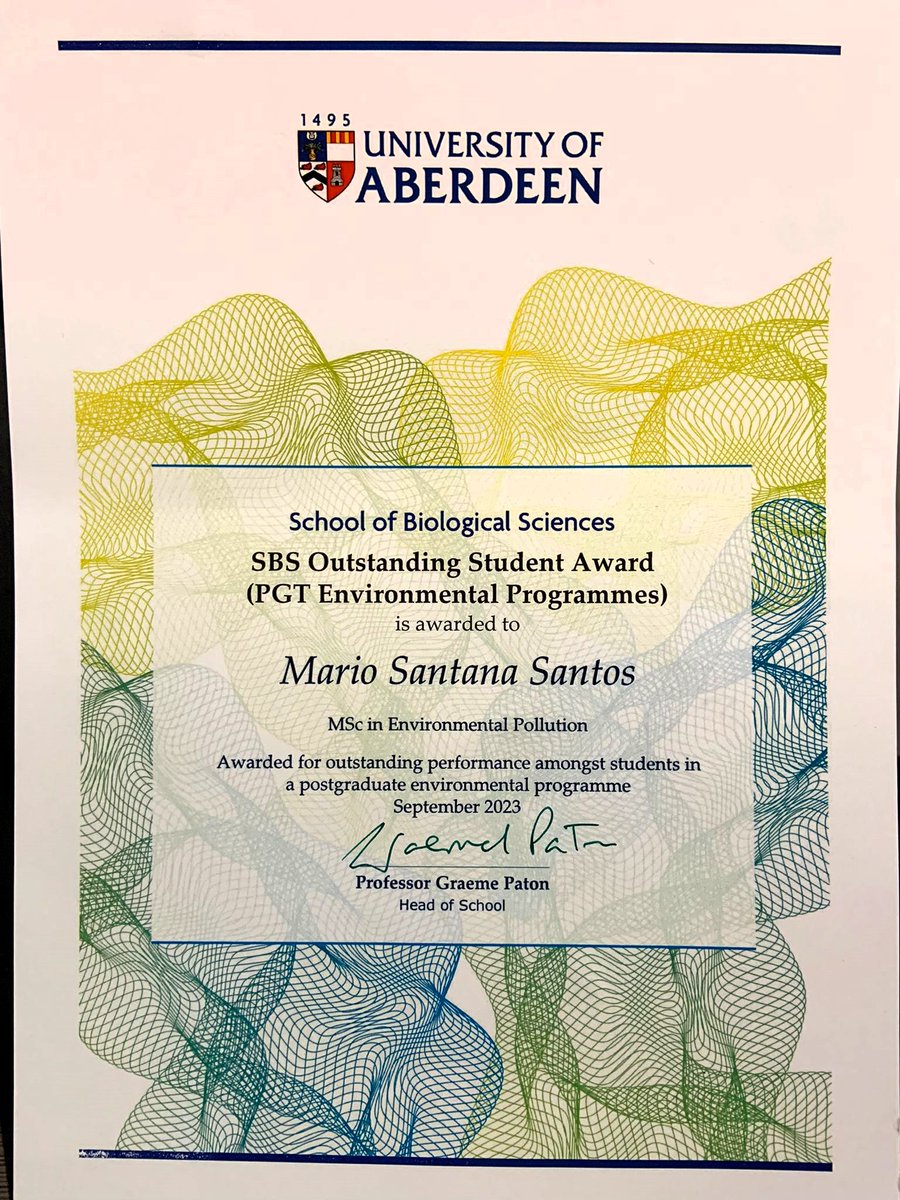 1495
UNIVERSITY OF
ABERDEEN
School of Biological Sciences
SBS Outstanding Student Award
(PGT Environmental Programmes)
is awarded to
Mario Santana Santos
MSc in Environmental Pollution
Awarded for outstanding performance amongst students in
a postgraduate environmental programme
September 2023
Graeme Paton
Professor Graeme Paton
Head of School